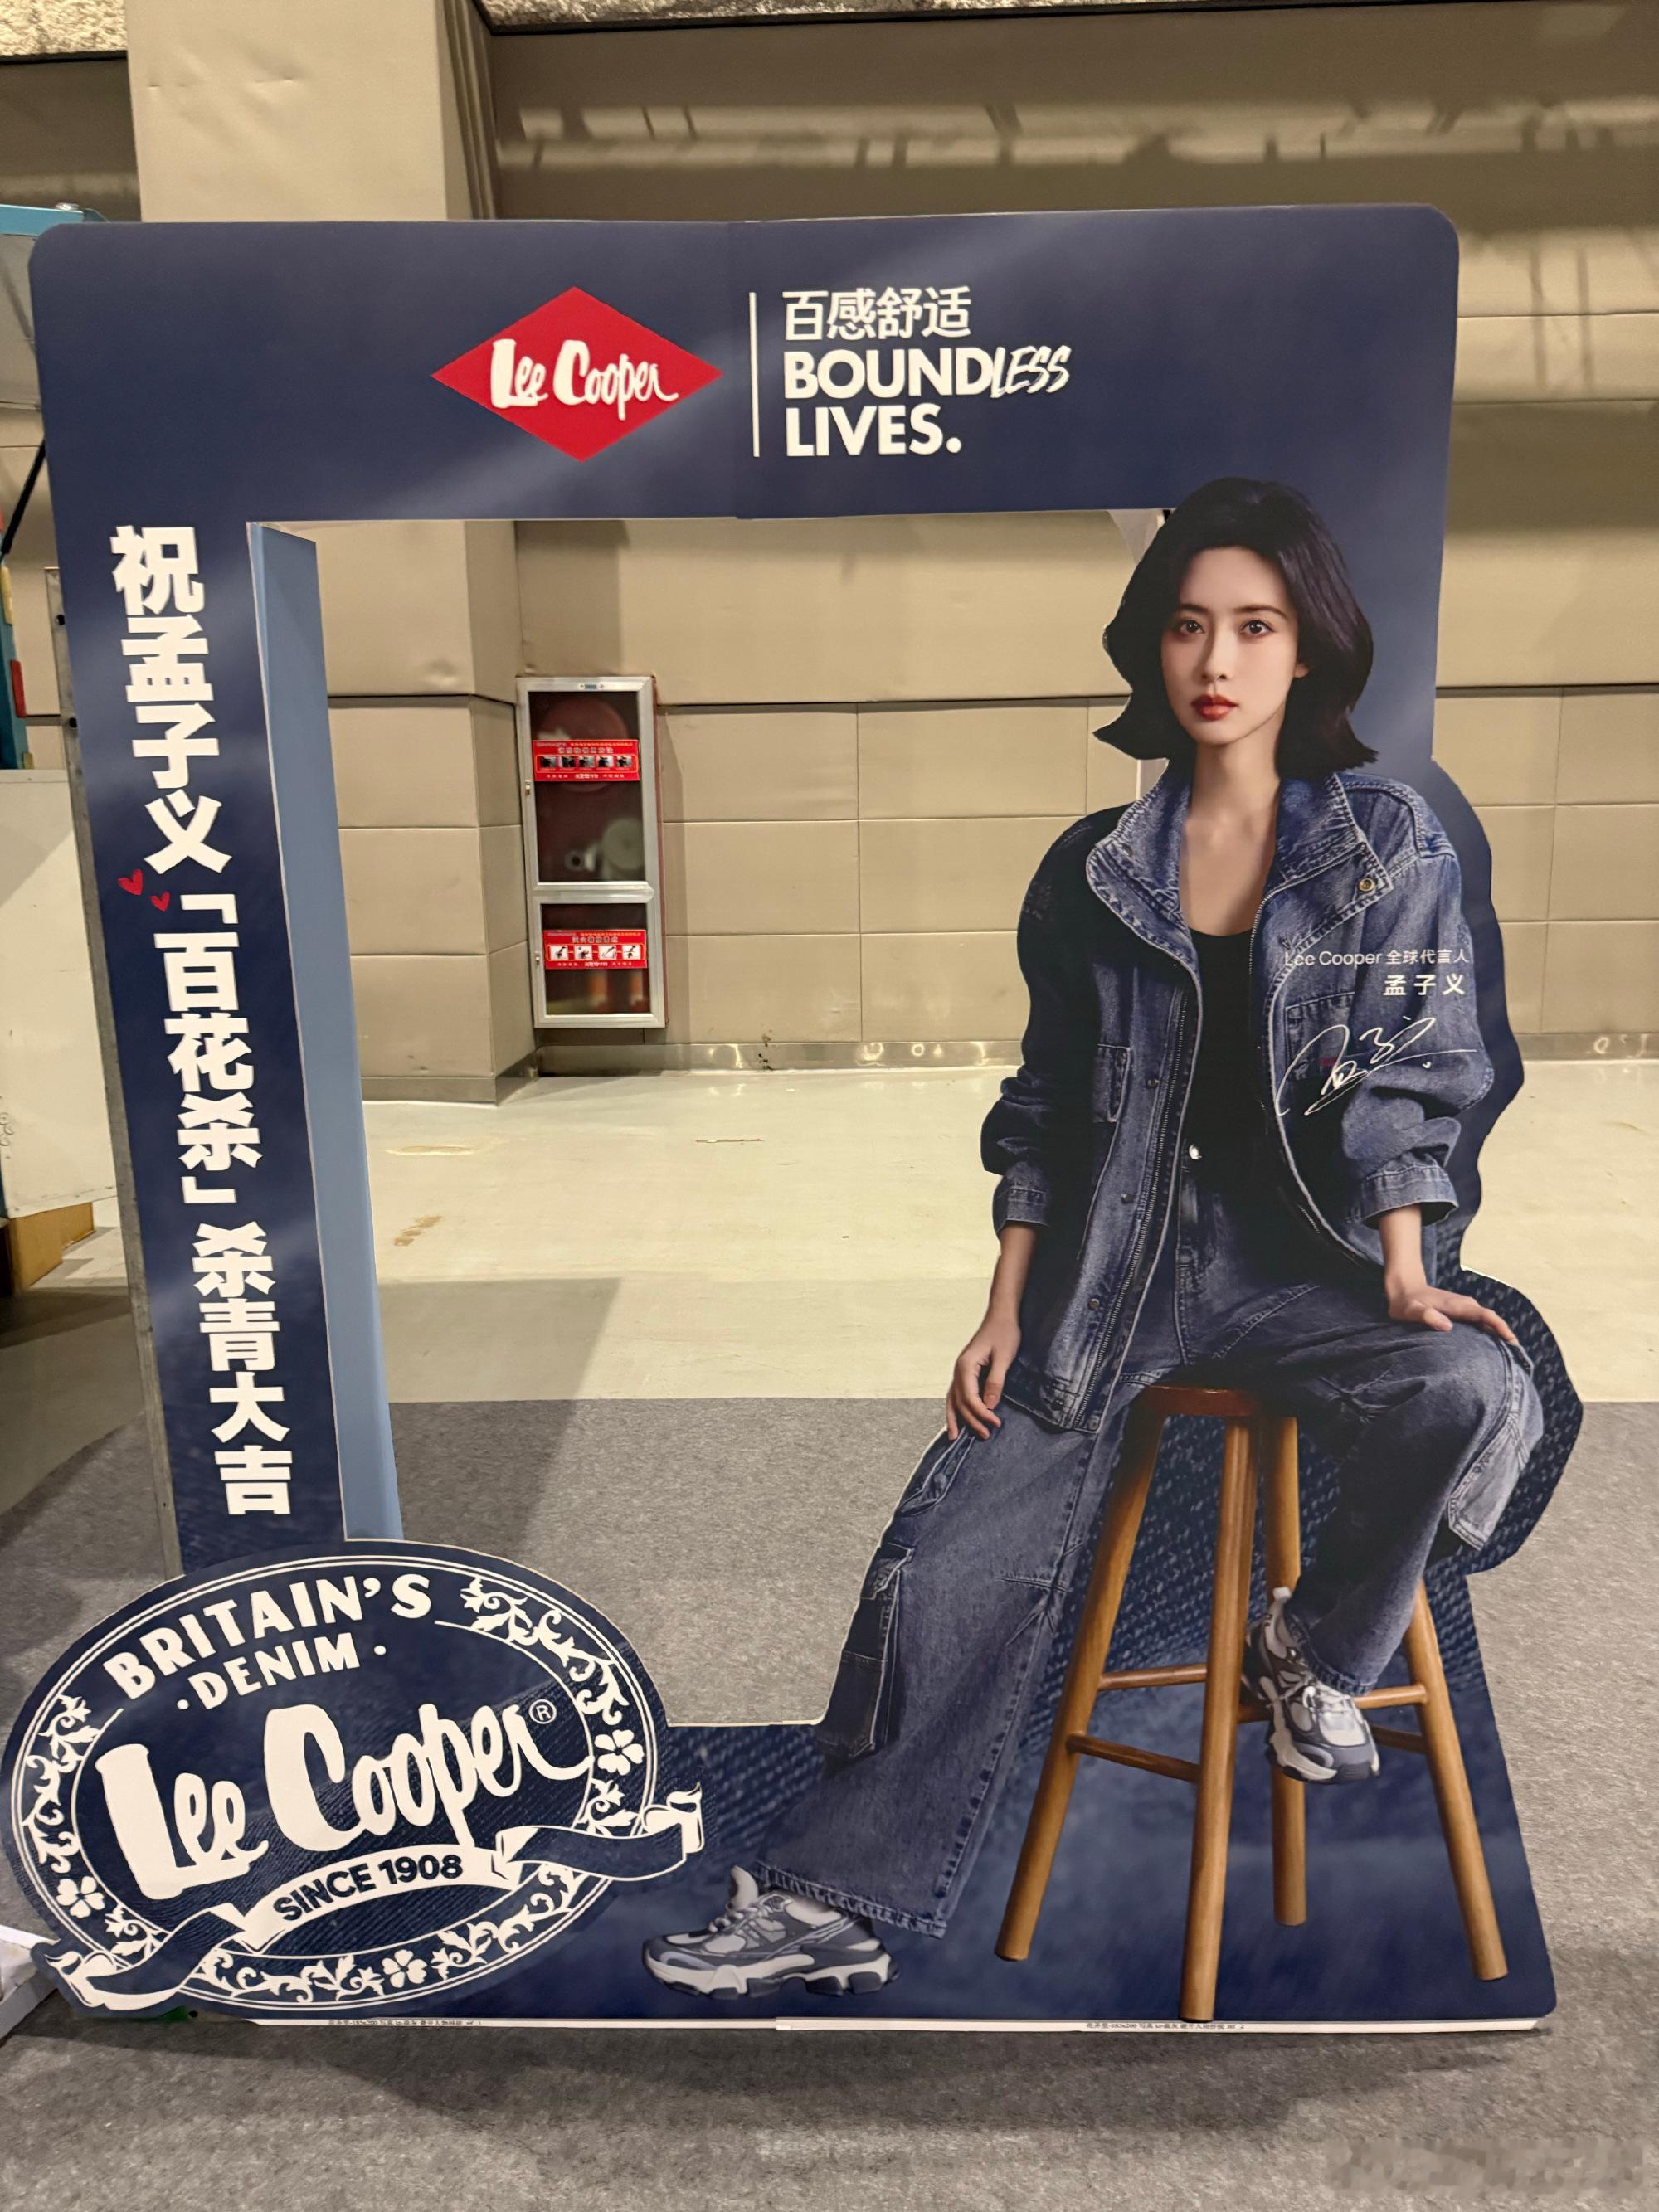 Lee Cooper
百感舒适
BOUNDLESS
LIVES.
祝孟子义「百花杀」杀青大吉
Lee Cooper 全球代言人
孟子义
BRITAIN'S
·DENIM·
Lee Cooper®
SINCE 1908